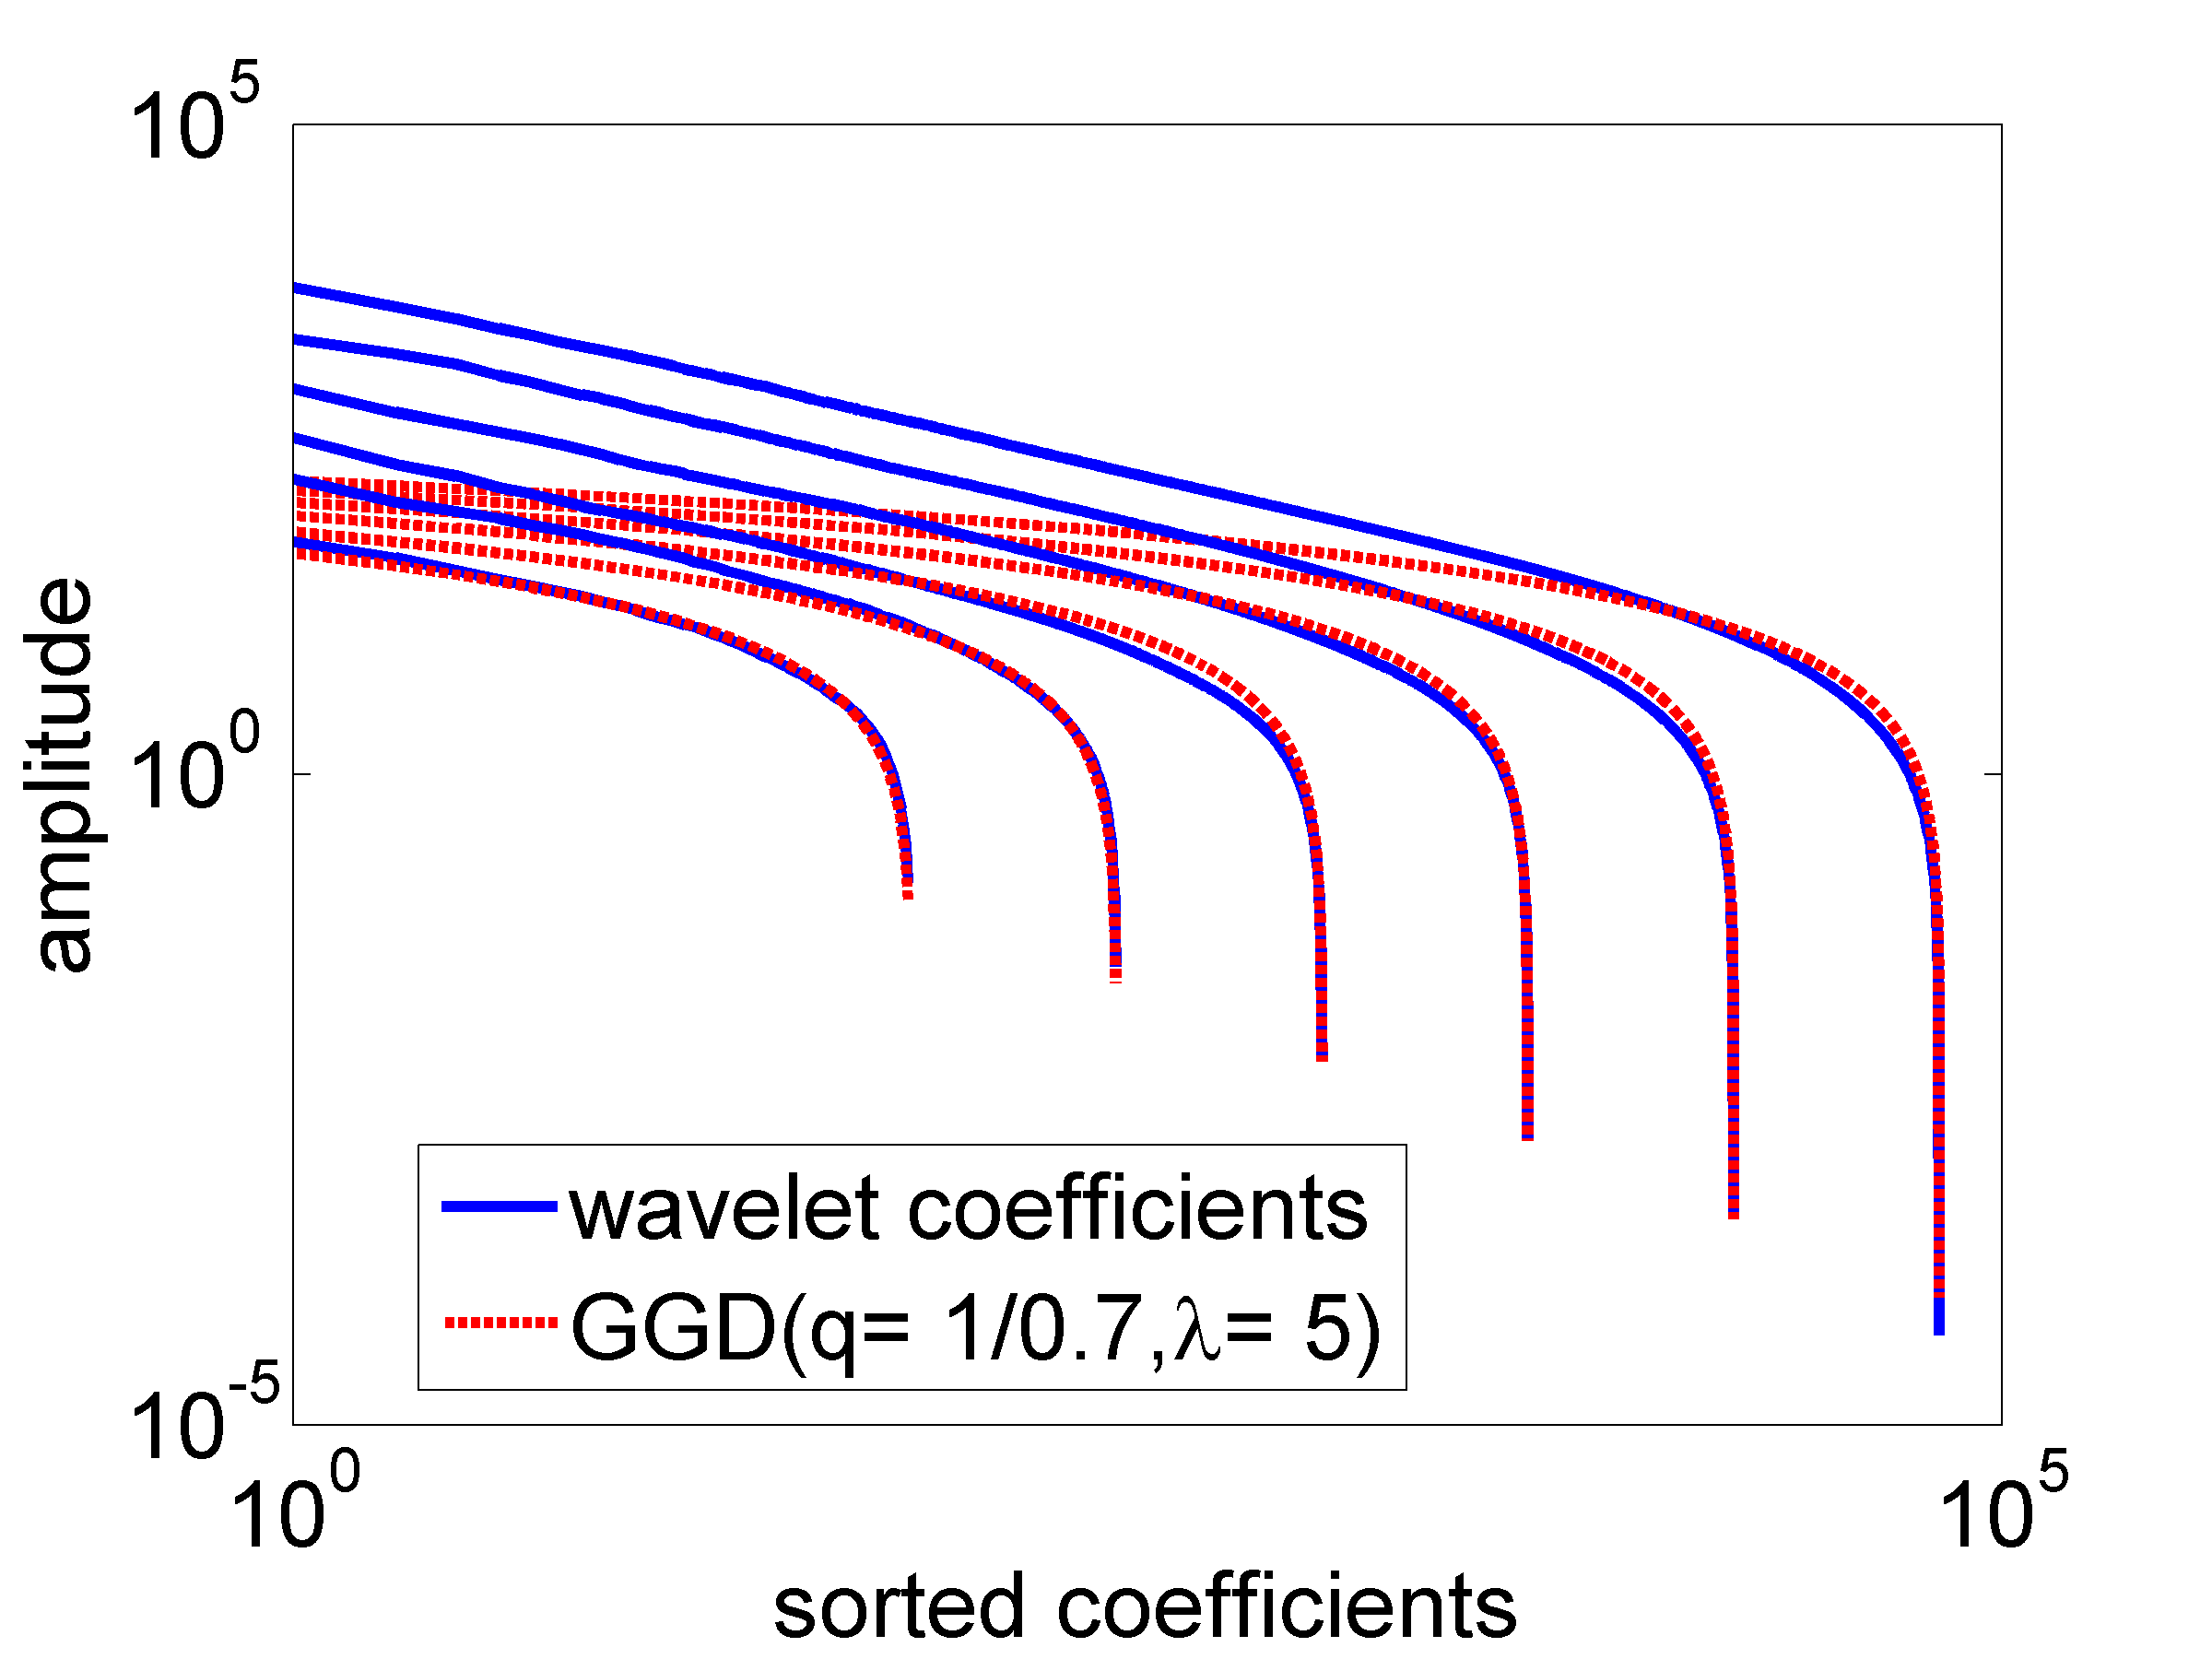 10^5
10^0
10^-5
amplitude
wavelet coefficients
GGD(q= 1/0.7,λ= 5)
10^0
10^5
sorted coefficients